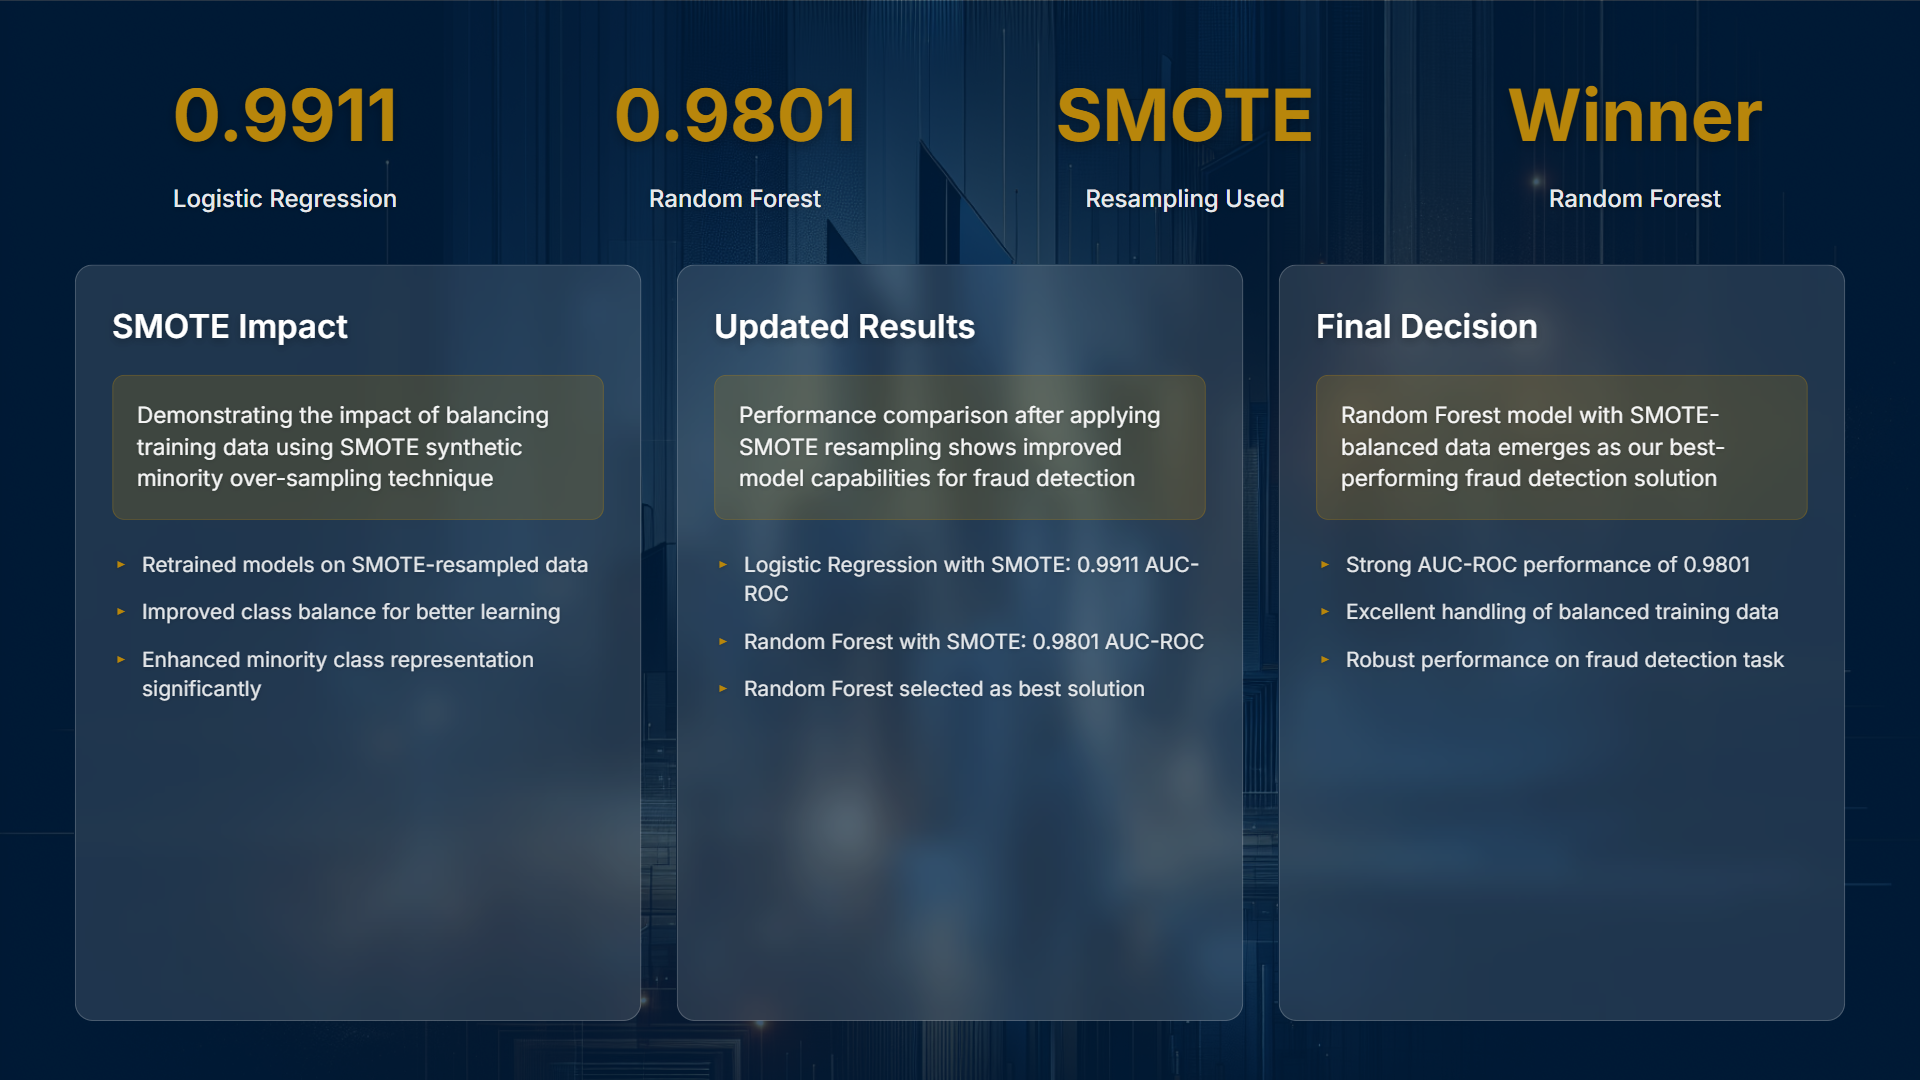 0.9911
Logistic Regression
0.9801
Random Forest
SMOTE
Resampling Used
Winner
Random Forest
SMOTE Impact
Demonstrating the impact of balancing
training data using SMOTE synthetic
minority over-sampling technique
Retrained models on SMOTE-resampled data
Improved class balance for better learning
Enhanced minority class representation
significantly
Updated Results
Performance comparison after applying
SMOTE resampling shows improved
model capabilities for fraud detection
Logistic Regression with SMOTE: 0.9911 AUC-
ROC
Random Forest with SMOTE: 0.9801 AUC-ROC
Random Forest selected as best solution
Final Decision
Random Forest model with SMOTE-
balanced data emerges as our best-
performing fraud detection solution
Strong AUC-ROC performance of 0.9801
Excellent handling of balanced training data
Robust performance on fraud detection task